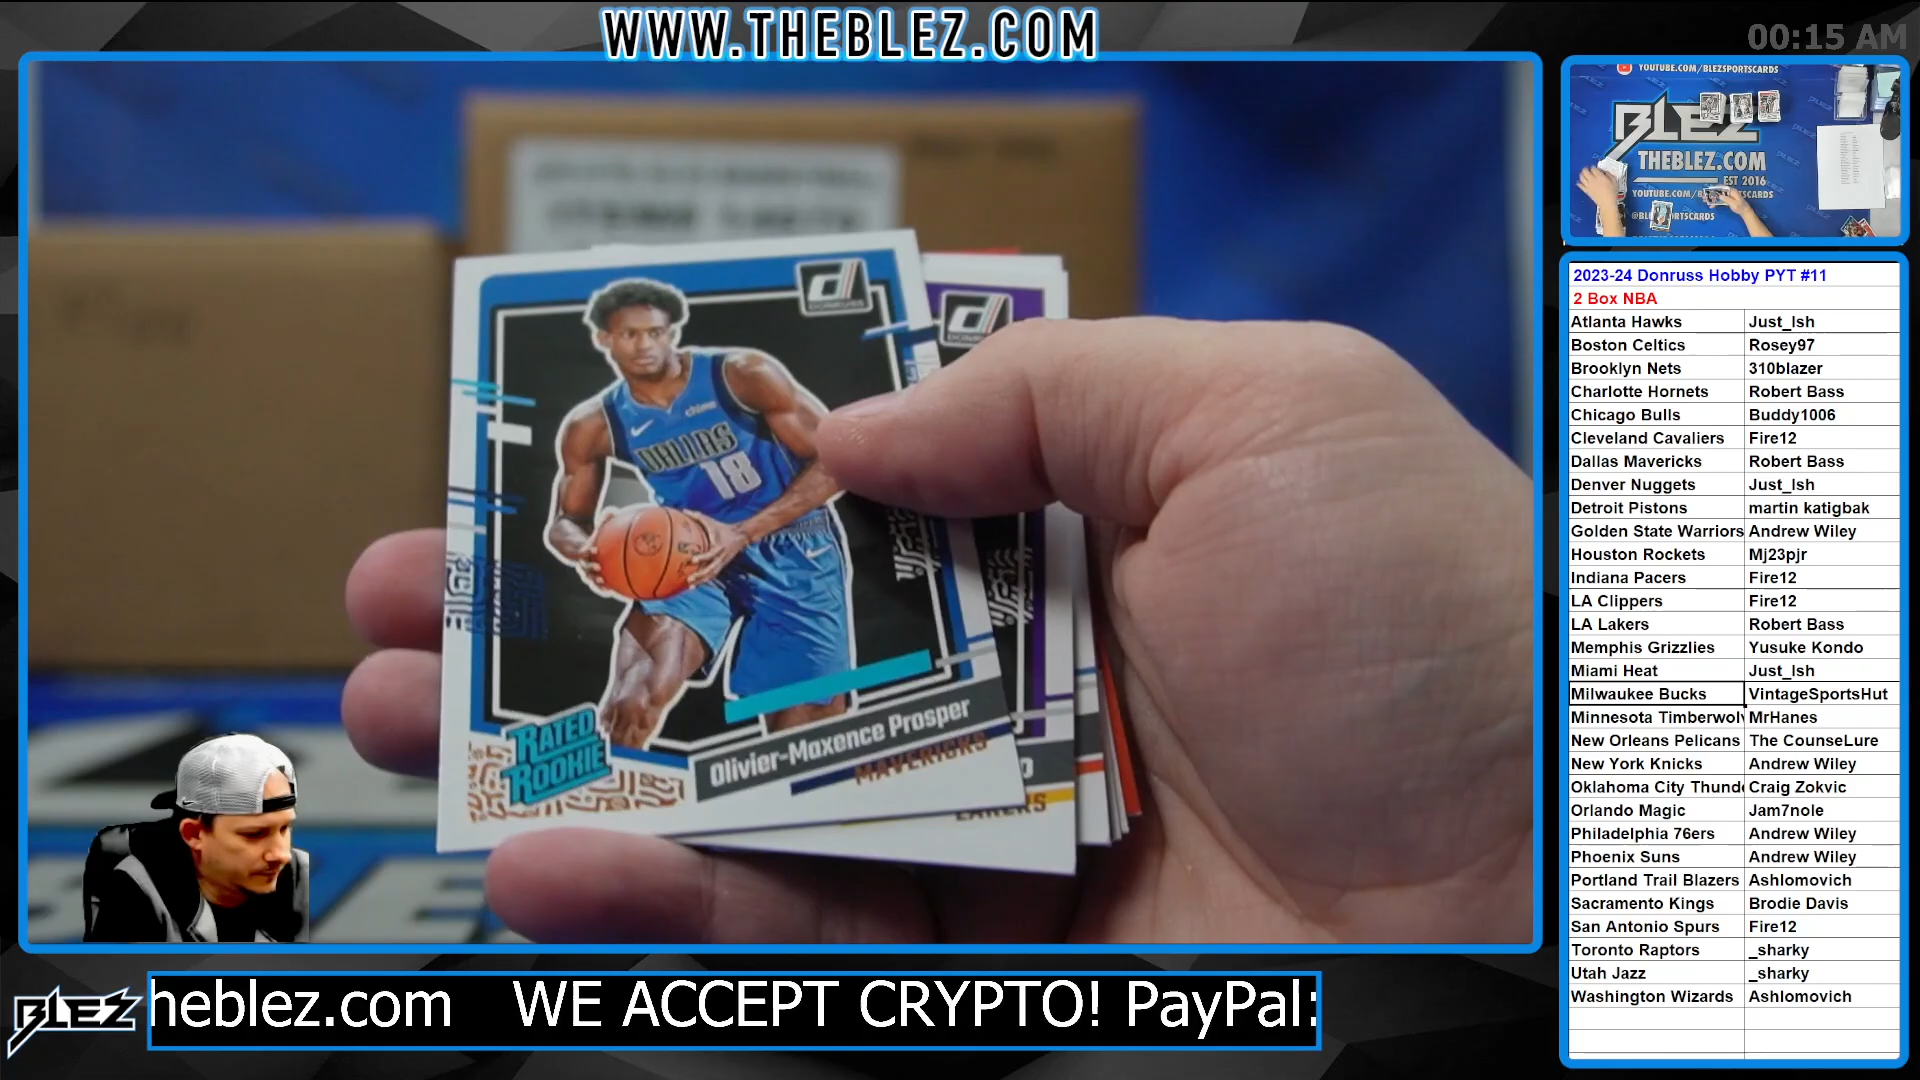 WWW.THEBLEZ.COM
00:15 AM
YOUTUBE.COM/BLEZSPORTSCARDS
BLEZ
THEBLEZ.COM
EST 2016
2023-24 Donruss Hobby PYT #11
2 Box NBA
Atlanta Hawks Just_Ish
Boston Celtics Rosey97
Brooklyn Nets 310blazer
Charlotte Hornets Robert Bass
Chicago Bulls Buddy1006
Cleveland Cavaliers Fire12
Dallas Mavericks Robert Bass
Denver Nuggets Just_Ish
Detroit Pistons martin katigbak
Golden State Warriors Andrew Wiley
Houston Rockets Mj23pjr
Indiana Pacers Fire12
LA Clippers Fire12
LA Lakers Robert Bass
Memphis Grizzlies Yusuke Kondo
Miami Heat Just_Ish
Milwaukee Bucks VintageSportsHut
Minnesota Timberwolv MrHanes
New Orleans Pelicans The CounseLure
New York Knicks Andrew Wiley
Oklahoma City Thunde Craig Zokvic
Orlando Magic Jam7nole
Philadelphia 76ers Andrew Wiley
Phoenix Suns Andrew Wiley
Portland Trail Blazers Ashlomovich
Sacramento Kings Brodie Davis
San Antonio Spurs Fire12
Toronto Raptors _sharky
Utah Jazz _sharky
Washington Wizards Ashlomovich
DONRUSS
chime
DALLAS
18
RATED
ROOKIE
Olivier-Maxence Prosper
MAVERICKS
LAKERS
BLEZ
heblez.com WE ACCEPT CRYPTO! PayPal: